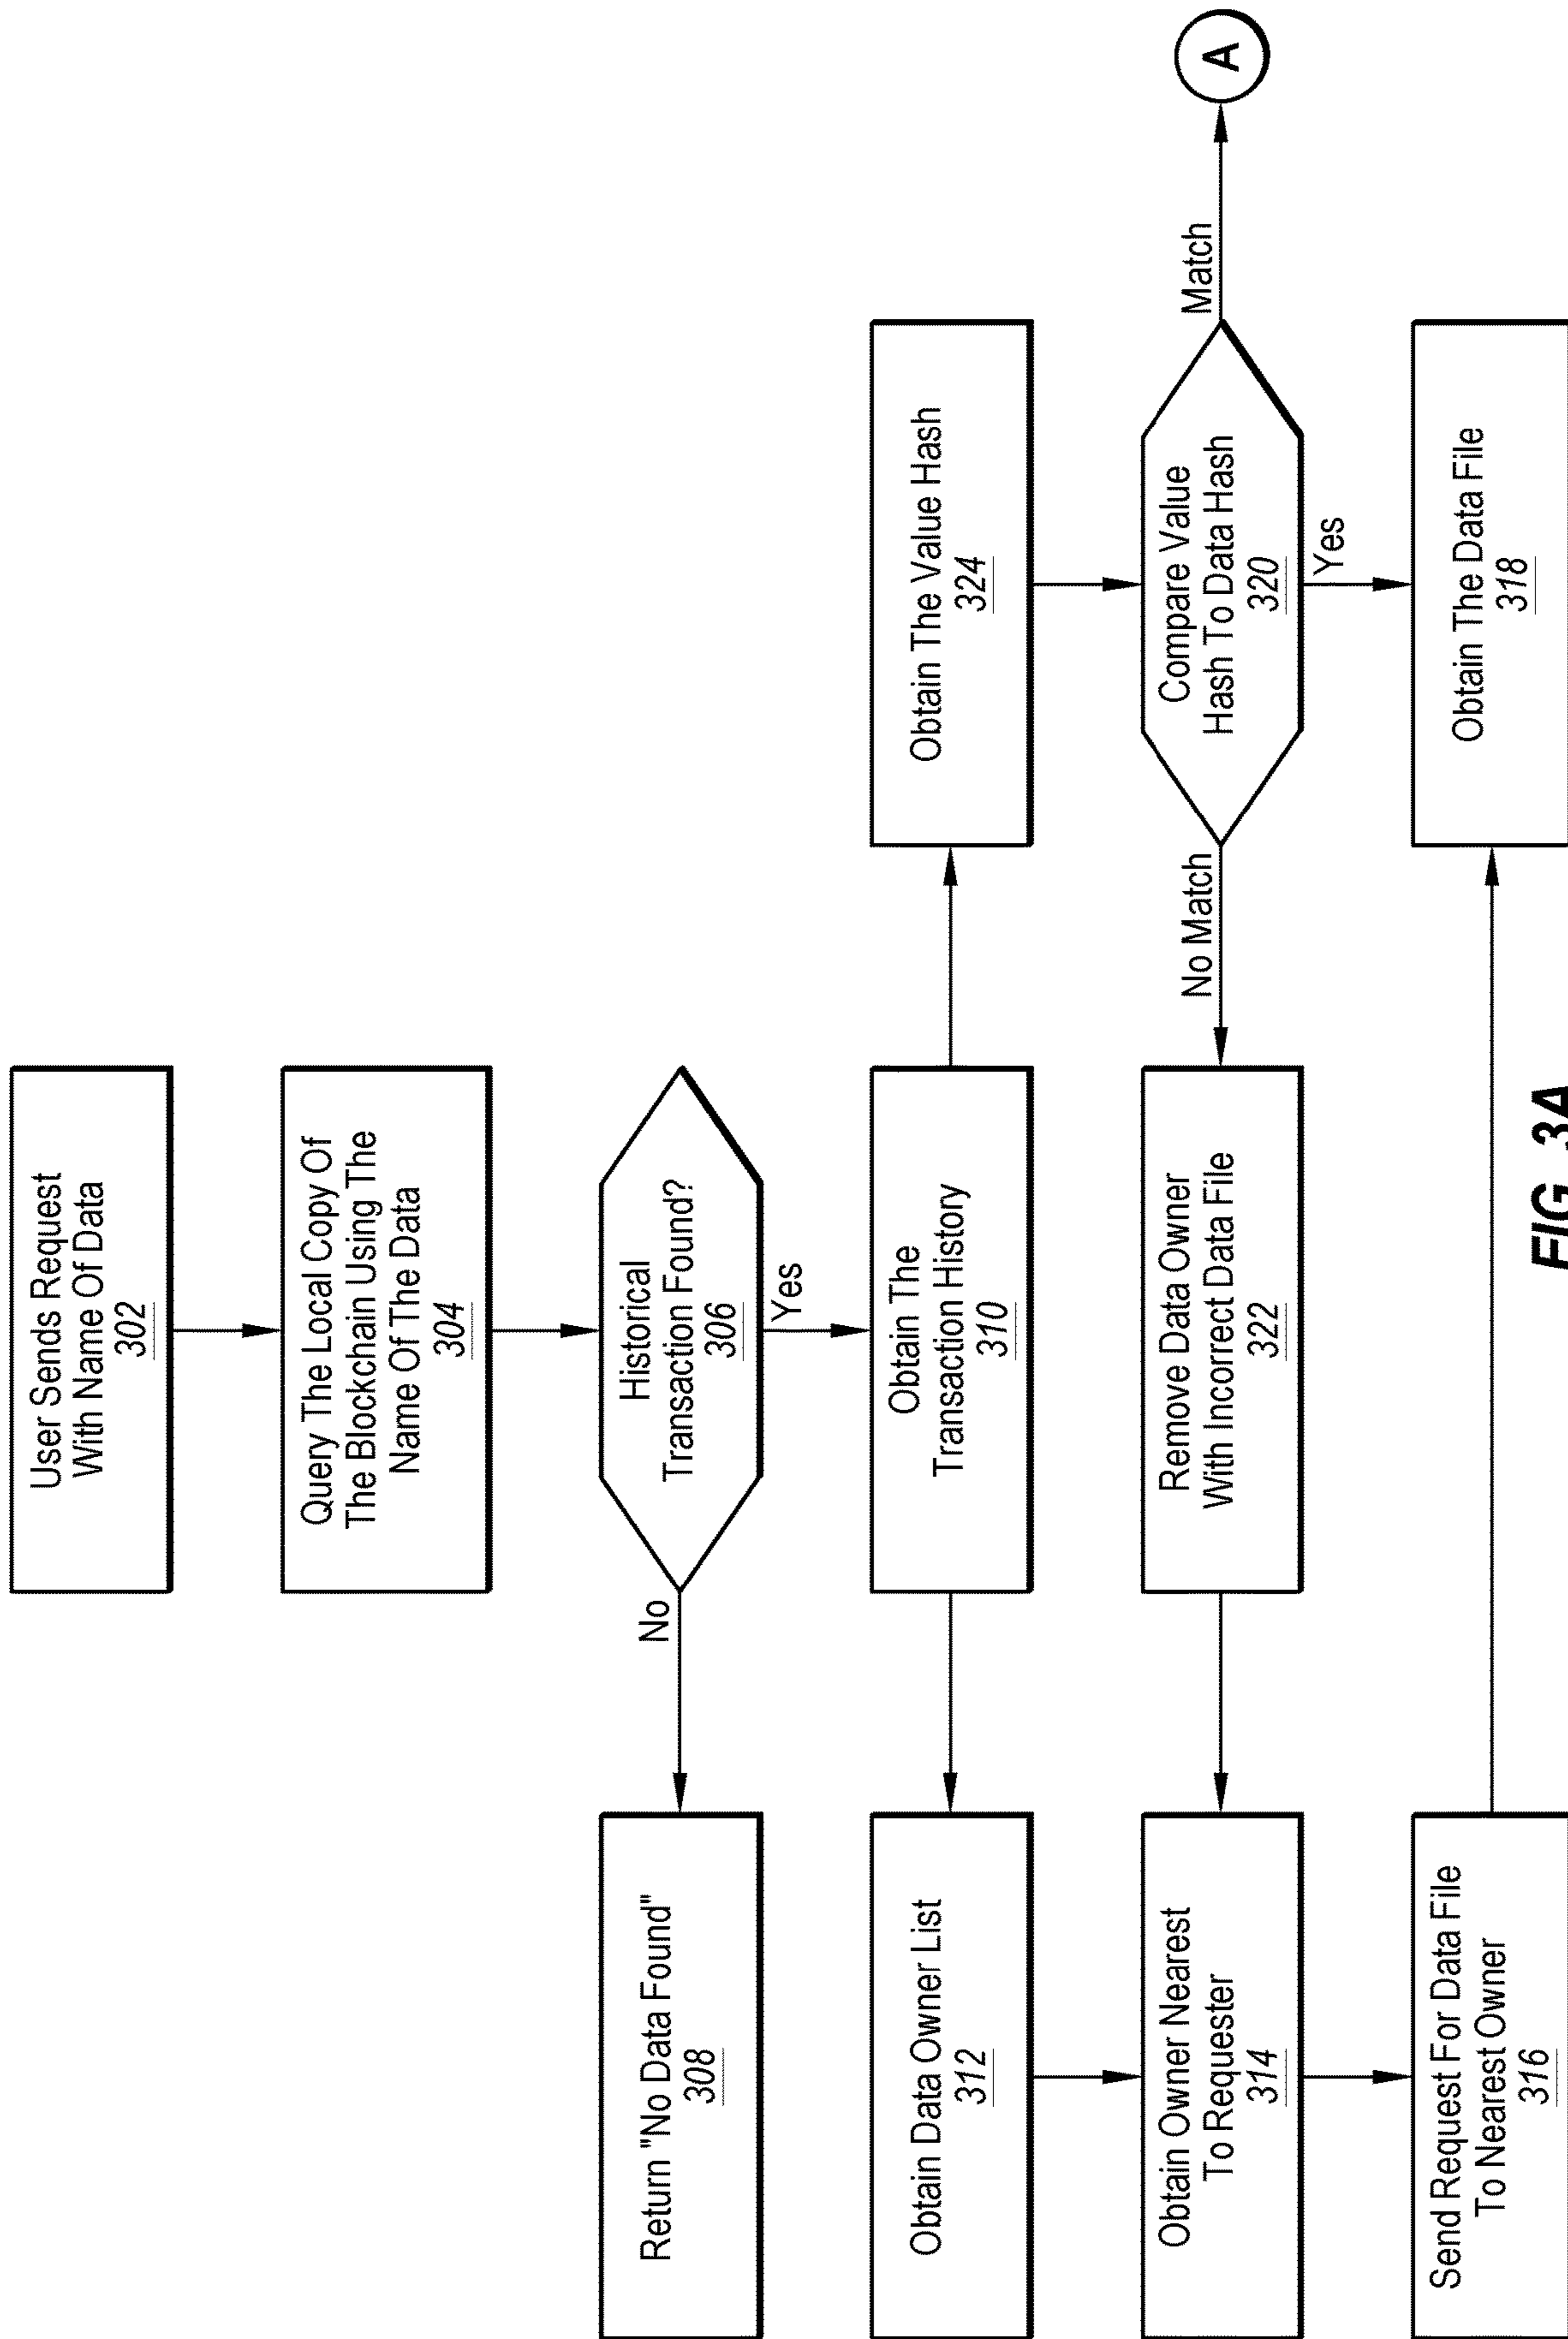 User Sends Request
With Name Of Data
302
Query The Local Copy Of
The Blockchain Using The
Name Of The Data
304
Historical
Transaction Found?
306
No
Yes
Return "No Data Found"
308
Obtain The
Transaction History
310
Obtain Data Owner List
312
Obtain The Value Hash
324
Obtain Owner Nearest
To Requester
314
Remove Data Owner
With Incorrect Data File
322
No Match
Compare Value
Hash To Data Hash
320
Match
A
Yes
Send Request For Data File
To Nearest Owner
316
Obtain The Data File
318
FIG. 3A